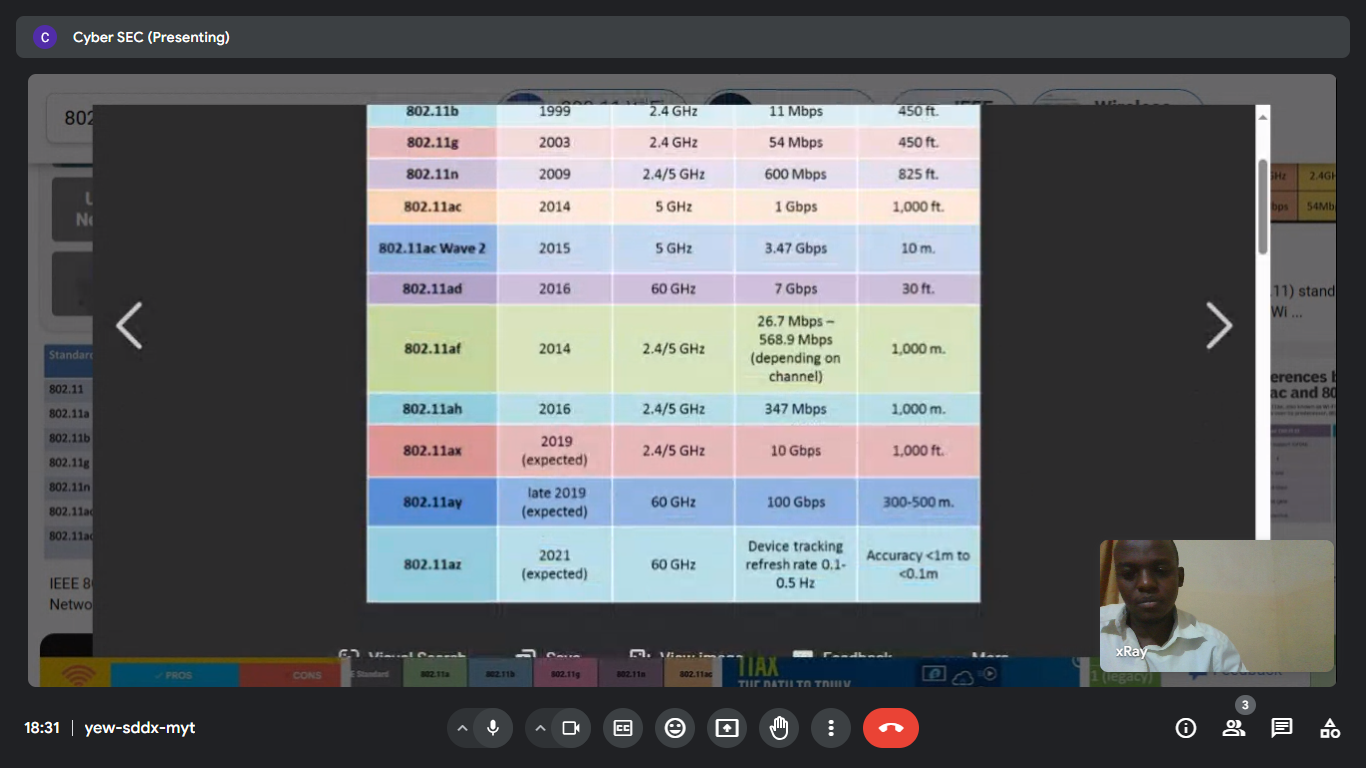 C Cyber SEC (Presenting)
802
802.11b 1999 2.4 GHz 11 Mbps 450 ft.
802.11g 2003 2.4 GHz 54 Mbps 450 ft.
802.11n 2009 2.4/5 GHz 600 Mbps 825 ft.
802.11ac 2014 5 GHz 1 Gbps 1,000 ft.
802.11ac Wave 2 2015 5 GHz 3.47 Gbps 10 m.
802.11ad 2016 60 GHz 7 Gbps 30 ft.
802.11af 2014 2.4/5 GHz 26.7 Mbps –
568.9 Mbps
(depending on
channel) 1,000 m.
802.11ah 2016 2.4/5 GHz 347 Mbps 1,000 m.
802.11ax 2019
(expected) 2.4/5 GHz 10 Gbps 1,000 ft.
802.11ay late 2019
(expected) 60 GHz 100 Gbps 300-500 m.
802.11az 2021
(expected) 60 GHz Device tracking
refresh rate 0.1-
0.5 Hz Accuracy <1m to
<0.1m
Standard
802.11
802.11a
802.11b
802.11g
802.11n
IEEE 8
Netwo
.11) stand
Wi ...
erences
ac and 80
Visual Search Save View image Feedback More
✓ PROS CONS
Standard 802.11a 802.11b 802.11g 802.11n 802.11ac
11AX
THE PATH TO TRULY
1 (legacy)
Feedback
xRay
18:31 | yew-sddx-myt
CC
3